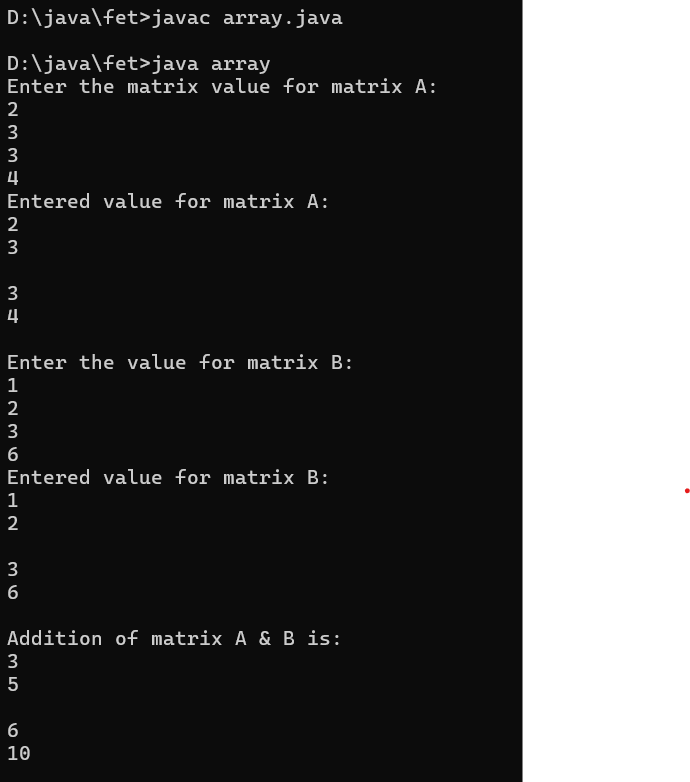 D:\java\fet>javac array.java
D:\java\fet>java array
Enter the matrix value for matrix A:
2
3
3
4
Entered value for matrix A:
2
3
3
4
Enter the value for matrix B:
1
2
3
6
Entered value for matrix B:
1
2
3
6
Addition of matrix A & B is:
3
5
6
10